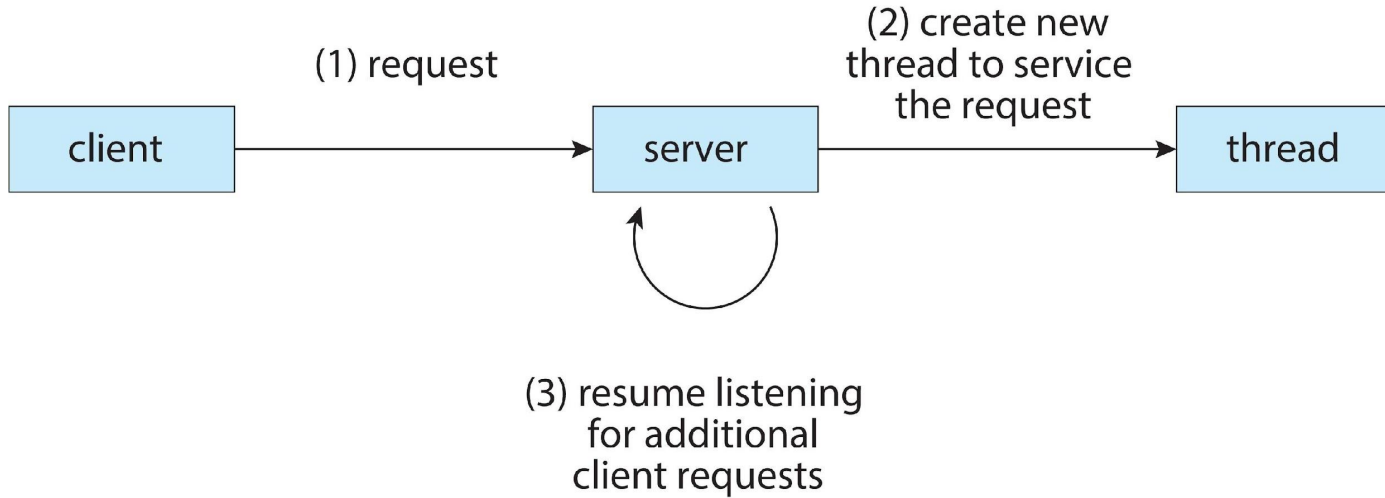 (1) request
(2) create new
thread to service
the request
client
server
thread
(3) resume listening
for additional
client requests